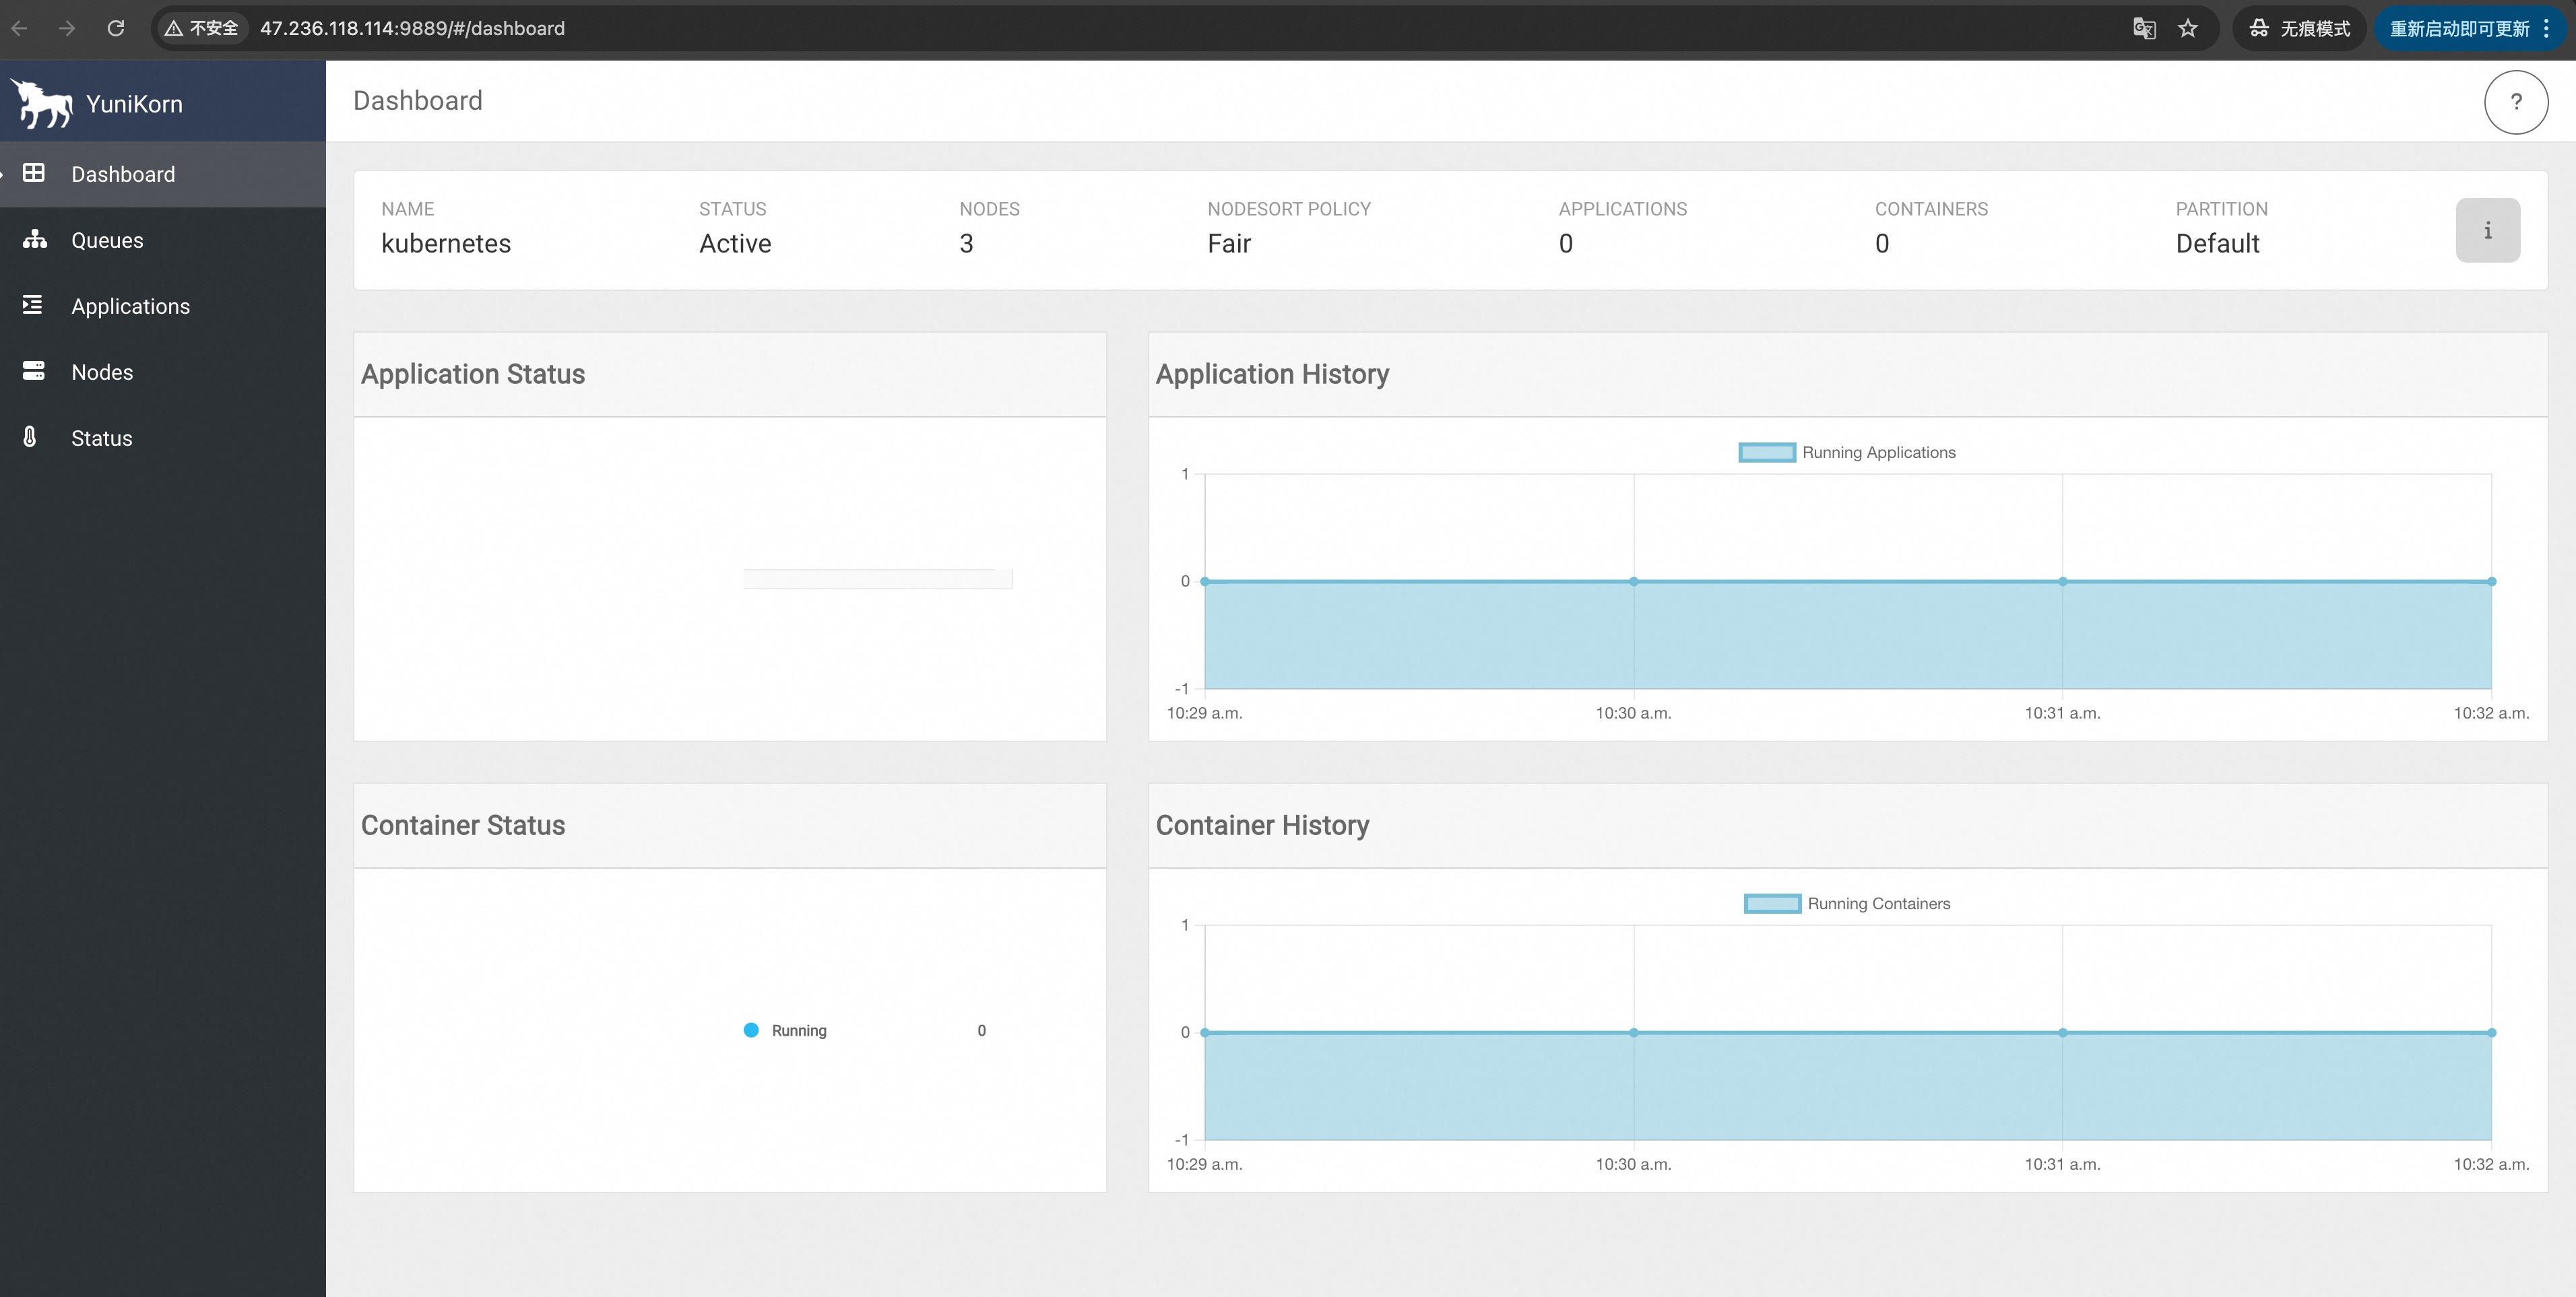 不安全 47.236.118.114:9889/#/dashboard 无痕模式 重新启动即可更新
YuniKorn
Dashboard
Queues
Applications
Nodes
Status
Dashboard
?
NAME STATUS NODES NODESORT POLICY APPLICATIONS CONTAINERS PARTITION
kubernetes Active 3 Fair 0 0 Default
i
Application Status
Application History
Running Applications
1
0
-1
10:29 a.m. 10:30 a.m. 10:31 a.m. 10:32 a.m.
Container Status
Running 0
Container History
Running Containers
1
0
-1
10:29 a.m. 10:30 a.m. 10:31 a.m. 10:32 a.m.